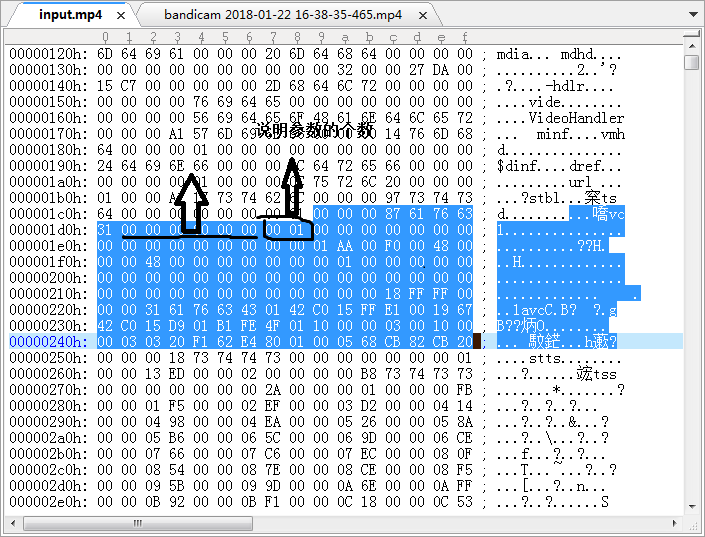 input.mp4 bandicam 2018-01-22 16-38-35-465.mp4
0 1 2 3 4 5 6 7 8 9 a b c d e f
00000120h: 6D 64 69 61 00 00 00 20 6D 64 68 64 00 00 00 00 ; mdia... mdhd....
00000130h: 00 00 00 00 00 00 00 00 00 00 32 00 00 27 DA 00 ; ..........2..'?
00000140h: 15 C7 00 00 00 00 00 2D 68 64 6C 72 00 00 00 00 ; .?....-hdlr....
00000150h: 00 00 00 00 76 69 64 65 00 00 00 00 00 00 00 00 ; ....vide........
00000160h: 00 00 00 00 56 69 64 65 6F 48 61 6E 64 6C 65 72 ; ....VideoHandler
说明参数的个数
00000170h: 00 00 00 A1 57 6D 69 00 14 76 6D 68 ; minf....vmh
00000180h: 64 00 00 00 01 00 00 00 00 00 00 00 00 00 00 ; d...............
00000190h: 24 64 69 6E 66 00 00 00 C 64 72 65 66 00 00 00 ; $dinf....dref...
000001a0h: 00 00 00 00 01 00 00 00 75 72 6C 20 00 00 00 ; .........url ...
000001b0h: 01 00 00 73 74 62 00 00 00 97 73 74 73 ; ...?stbl...梥ts
000001c0h: 64 00 00 00 00 00 00 00 00 00 87 61 76 63 ; d...........嘺vc
000001d0h: 31 00 00 00 00 00 00 00 01 00 00 00 00 00 00 00 ; 1...............
000001e0h: 00 00 00 00 00 00 00 00 01 AA 00 F0 00 48 00 ; ...........??H.
000001f0h: 00 00 48 00 00 00 00 00 00 00 01 00 00 00 00 00 ; ..H.............
00000200h: 00 00 00 00 00 00 00 00 00 00 00 00 00 00 00 00 ; ................
00000210h: 00 00 00 00 00 00 00 00 00 00 00 00 18 FF FF 00
00000220h: 00 00 31 61 76 63 43 01 42 C0 15 FF E1 00 19 67 ; ..1avcC.B? ?.g
00000230h: 42 C0 15 D9 01 B1 FE 4F 01 10 00 00 03 00 10 00
00000240h: 00 03 03 20 F1 62 E4 80 01 00 05 68 CB 82 CB 20
00000250h: 00 00 00 18 73 74 74 73 00 00 00 00 00 00 00 01 ; ....stts........
00000260h: 00 00 13 ED 00 00 02 00 00 00 00 B8 73 74 73 73
00000270h: 00 00 00 00 00 00 00 2A 00 00 00 01 00 00 00 FB ; .......*.......?
00000280h: 00 00 01 F5 00 00 02 EF 00 00 03 D2 00 00 04 14 ; ...?..?..?...
00000290h: 00 00 04 98 00 00 04 EA 00 00 05 26 00 00 05 8A ; ...?..?..&...?
000002a0h: 00 00 05 B6 00 00 06 5C 00 00 06 9D 00 00 06 CE ; ...?..\...?..?
000002b0h: 00 00 07 66 00 00 07 C6 00 00 07 EC 00 00 08 0F ; ...f...?..?...
000002c0h: 00 00 08 54 00 00 08 7E 00 00 08 CE 00 00 08 F5 ; ...T...~...?..?
000002d0h: 00 00 09 5B 00 00 09 9D 00 00 0A 6E 00 00 0A FF ; ...[...?..n...
000002e0h: 00 00 0B 92 00 00 0B F1 00 00 0C 18 00 00 0C 53 ; ...?..?.......S